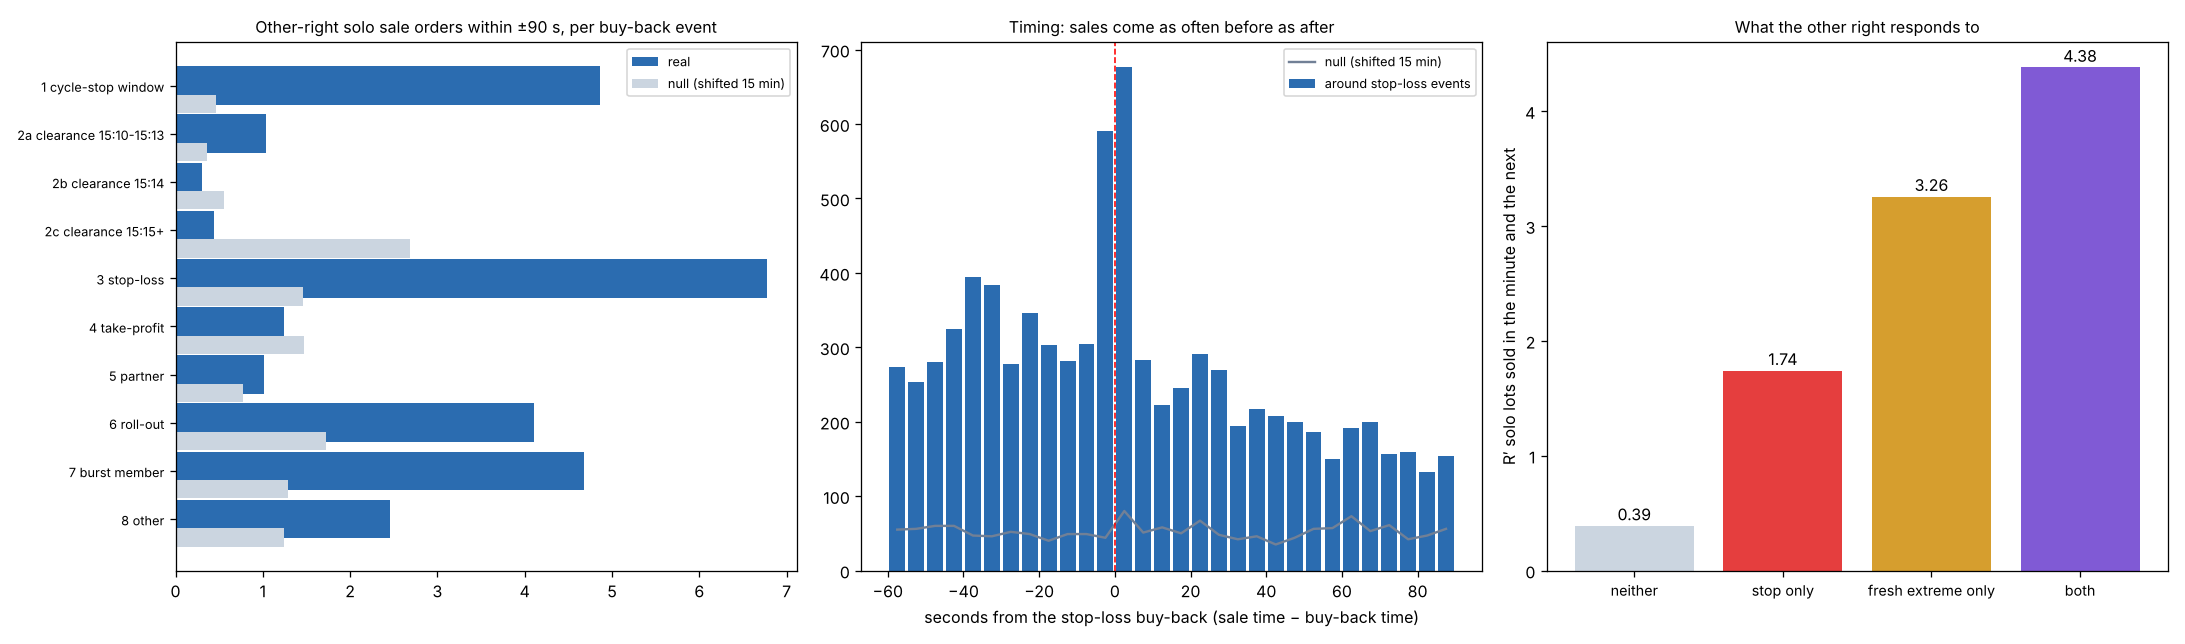 Other-right solo sale orders within ±90 s, per buy-back event
real
null (shifted 15 min)
1 cycle-stop window
2a clearance 15:10-15:13
2b clearance 15:14
2c clearance 15:15+
3 stop-loss
4 take-profit
5 partner
6 roll-out
7 burst member
8 other
0 1 2 3 4 5 6 7
Timing: sales come as often before as after
null (shifted 15 min)
around stop-loss events
700
600
500
400
300
200
100
0
−60 −40 −20 0 20 40 60 80
seconds from the stop-loss buy-back (sale time − buy-back time)
What the other right responds to
R' solo lots sold in the minute and the next
4
3
2
1
0
0.39
1.74
3.26
4.38
neither stop only fresh extreme only both